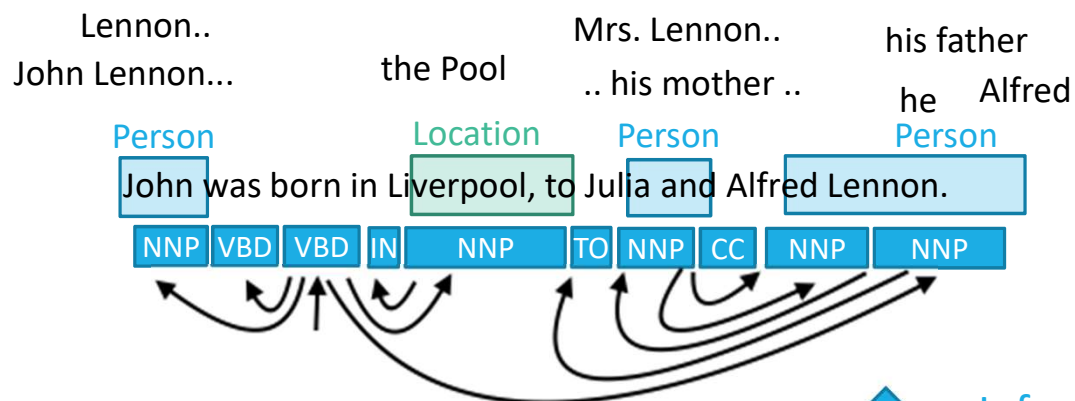 Lennon..
John Lennon...
the Pool
Mrs. Lennon..
.. his mother ..
his father
he
Alfred
Person
Location
Person
Person
John was born in Liverpool, to Julia and Alfred Lennon.
NNP VBD VBD IN NNP TO NNP CC NNP NNP